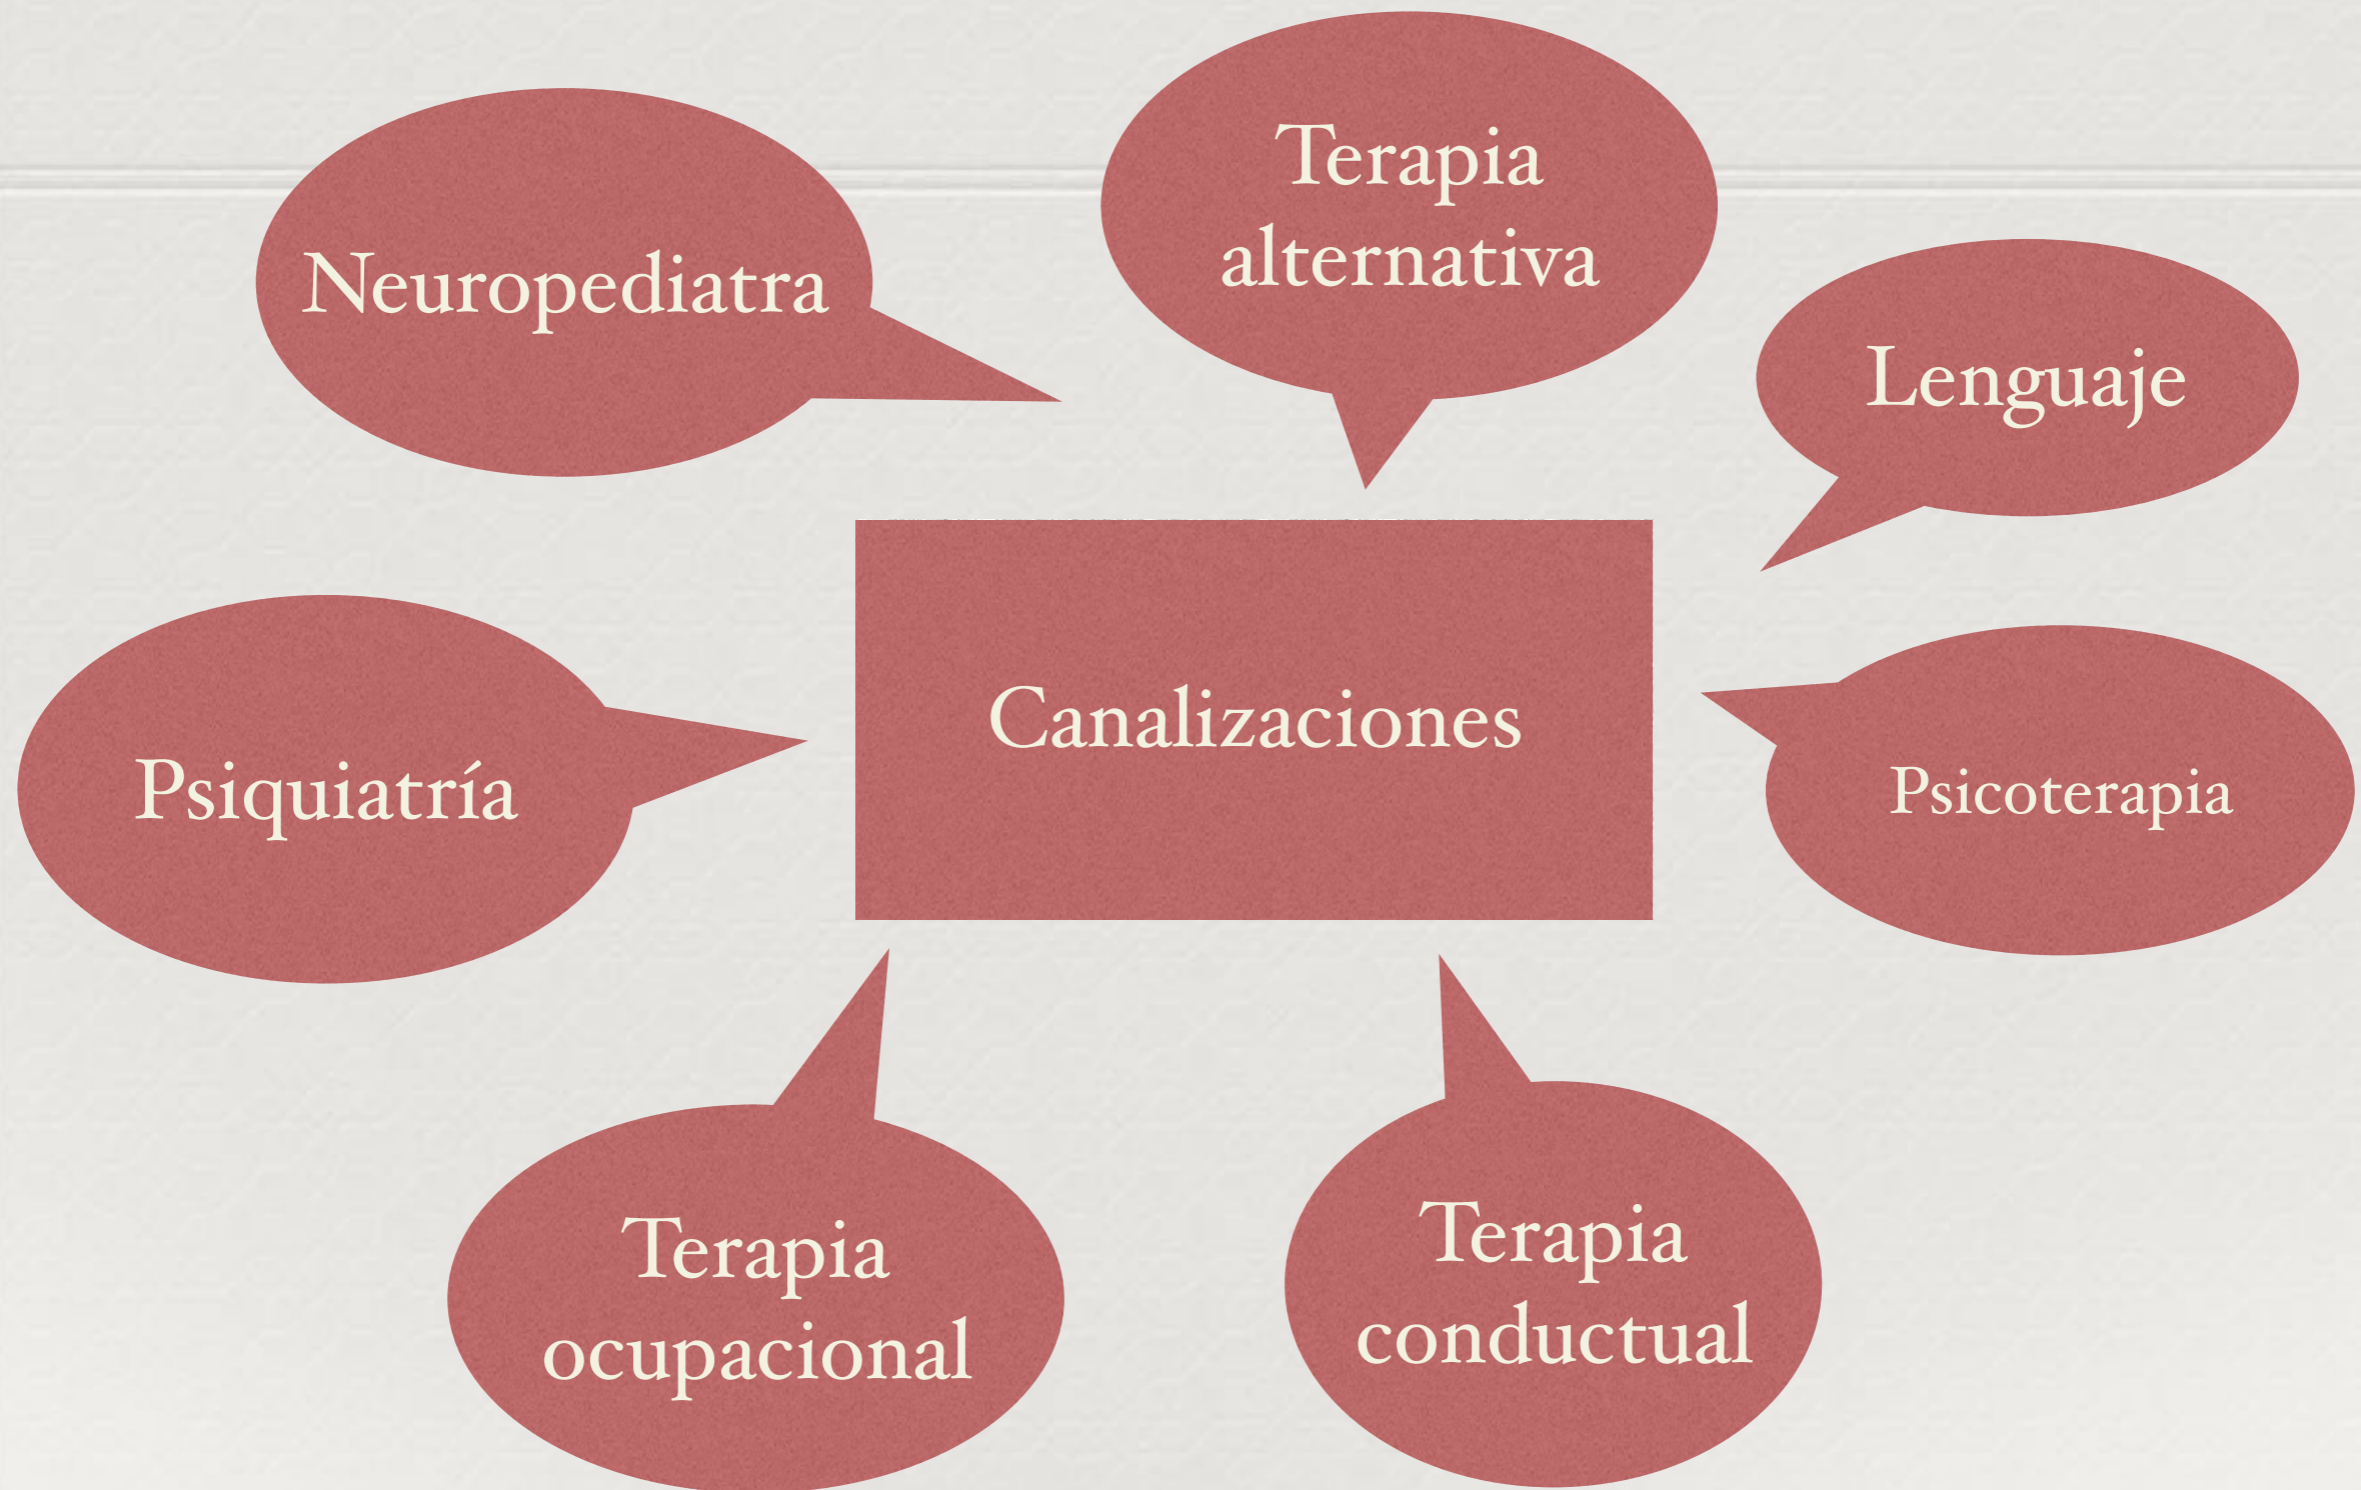 Terapia
alternativa
Neuropediatra
Lenguaje
Canalizaciones
Psiquiatría
Psicoterapia
Terapia
ocupacional
Terapia
conductual